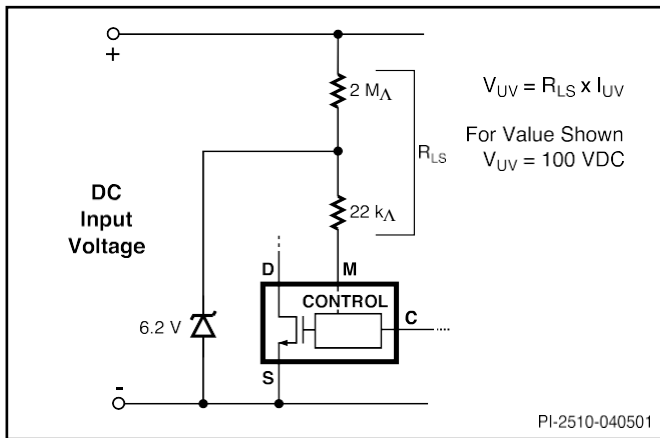 +
2 MΛ
V_UV = R_LS x I_UV
For Value Shown
V_UV = 100 VDC
R_LS
DC
Input
Voltage
22 kΛ
D
M
CONTROL
C
6.2 V
S
-
PI-2510-040501